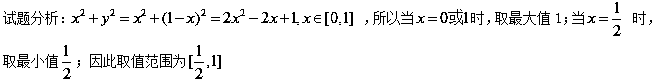 试题分析：x² + y² = x² + (1−x)² = 2x² − 2x + 1, x ∈ [0,1] ，所以当 x = 0或1时，取最大值 1；当 x = 1/2 时，
取最小值 1/2；因此取值范围为 [1/2, 1]